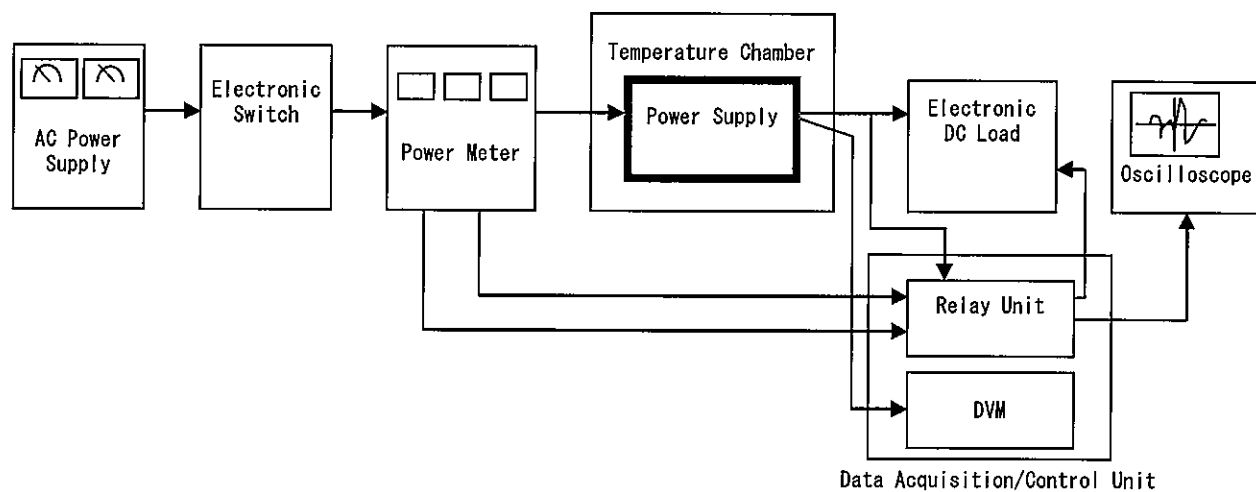 AC Power
Supply
Electronic
Switch
Power Meter
Temperature Chamber
Power Supply
Electronic
DC Load
Oscilloscope
Relay Unit
DVM
Data Acquisition/Control Unit